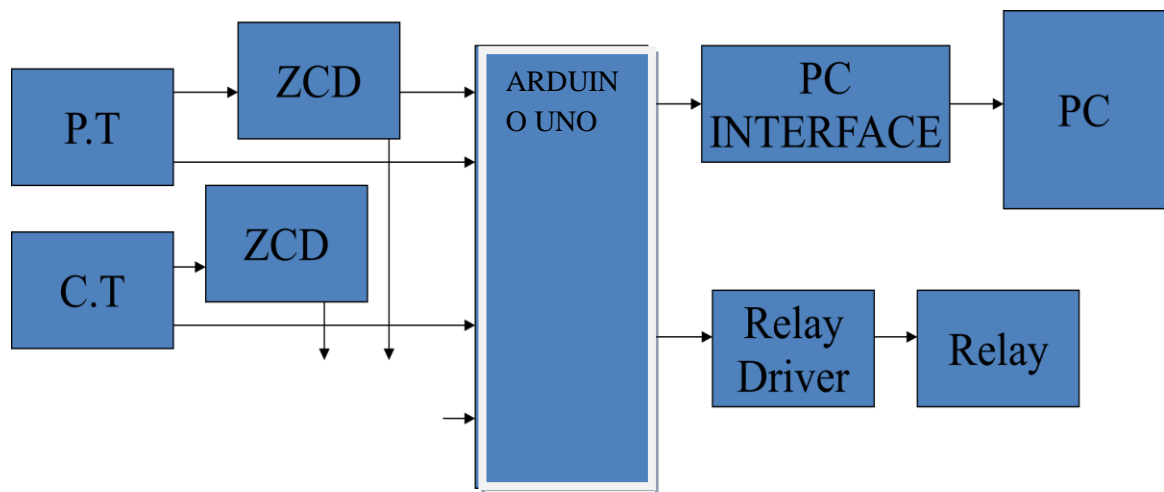 P.T
ZCD
C.T
ZCD
ARDUIN
O UNO
PC
INTERFACE
PC
Relay
Driver
Relay